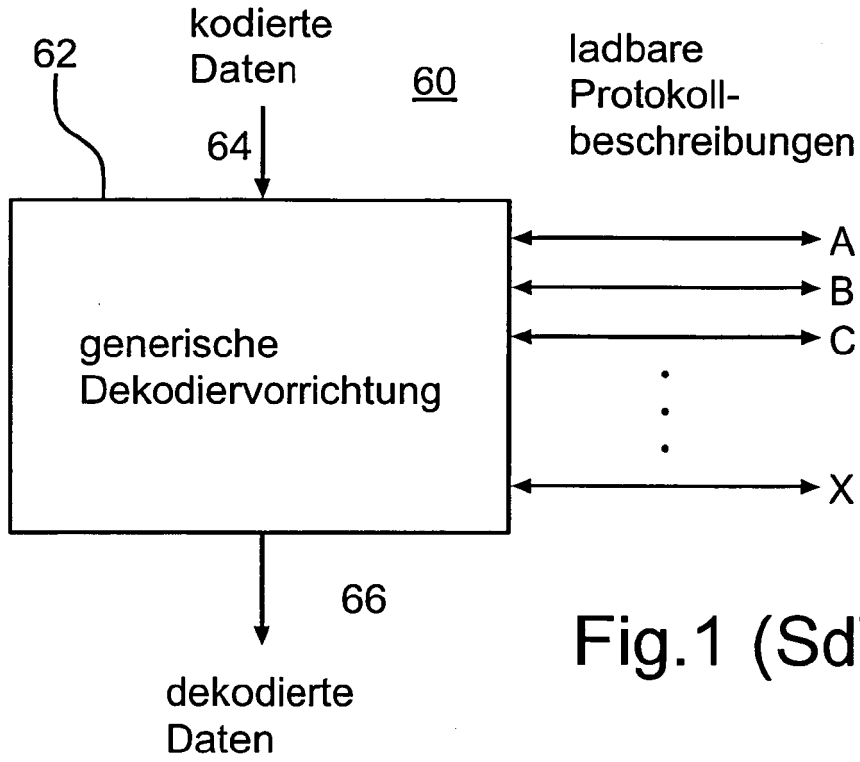 kodierte
Daten
62
60
ladbare
Protokoll-
beschreibungen
64
A
B
C
X
generische
Dekodiervorrichtung
66
dekodierte
Daten
Fig.1 (Sd